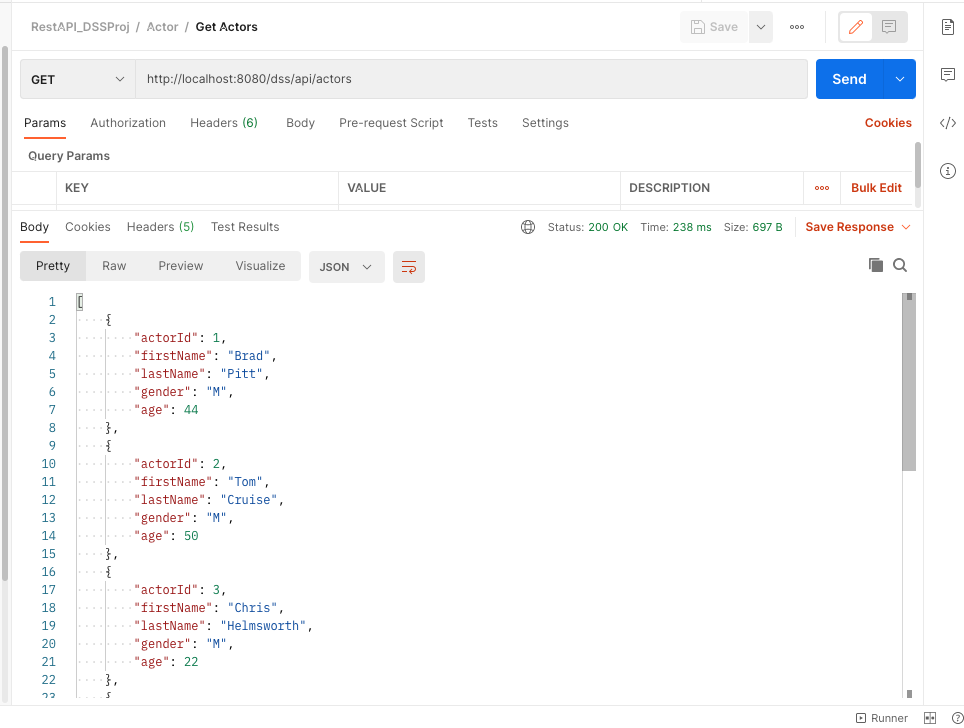 RestAPI_DSSProj / Actor / Get Actors
Save
GET
http://localhost:8080/dss/api/actors
Send
Params Authorization Headers (6) Body Pre-request Script Tests Settings Cookies
Query Params
KEY VALUE DESCRIPTION Bulk Edit
Body Cookies Headers (5) Test Results Status: 200 OK Time: 238 ms Size: 697 B Save Response
Pretty Raw Preview Visualize JSON
1 [
2 {
3 "actorId": 1,
4 "firstName": "Brad",
5 "lastName": "Pitt",
6 "gender": "M",
7 "age": 44
8 },
9 {
10 "actorId": 2,
11 "firstName": "Tom",
12 "lastName": "Cruise",
13 "gender": "M",
14 "age": 50
15 },
16 {
17 "actorId": 3,
18 "firstName": "Chris",
19 "lastName": "Helmsworth",
20 "gender": "M",
21 "age": 22
22 },
23 {
Runner